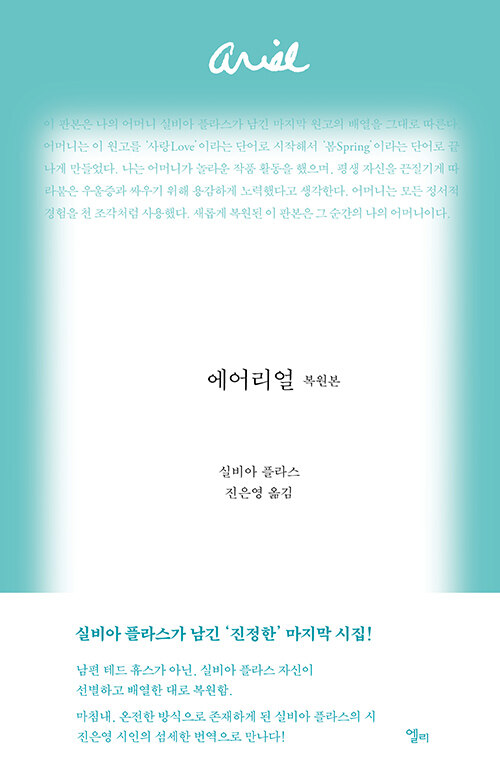 ariel
이 판본은 나의 어머니 실비아 플라스가 남긴 마지막 원고의 배열을 그대로 따른다.
어머니는 이 원고를 '사랑Love'이라는 단어로 시작해서 '봄Spring'이라는 단어로 끝
나게 만들었다. 나는 어머니가 놀라운 작품 활동을 했으며, 평생 자신을 끈질기게 따
라붙은 우울증과 싸우기 위해 용감하게 노력했다고 생각한다. 어머니는 모든 정서적
경험을 천 조각처럼 사용했다. 새롭게 복원된 이 판본은 그 순간의 나의 어머니이다.
에어리얼 복원본
실비아 플라스
진은영 옮김
실비아 플라스가 남긴 '진정한' 마지막 시집!
남편 테드 휴스가 아닌, 실비아 플라스 자신이
선별하고 배열한 대로 복원함.
마침내, 온전한 방식으로 존재하게 된 실비아 플라스의 시
진은영 시인의 섬세한 번역으로 만나다!
엘리